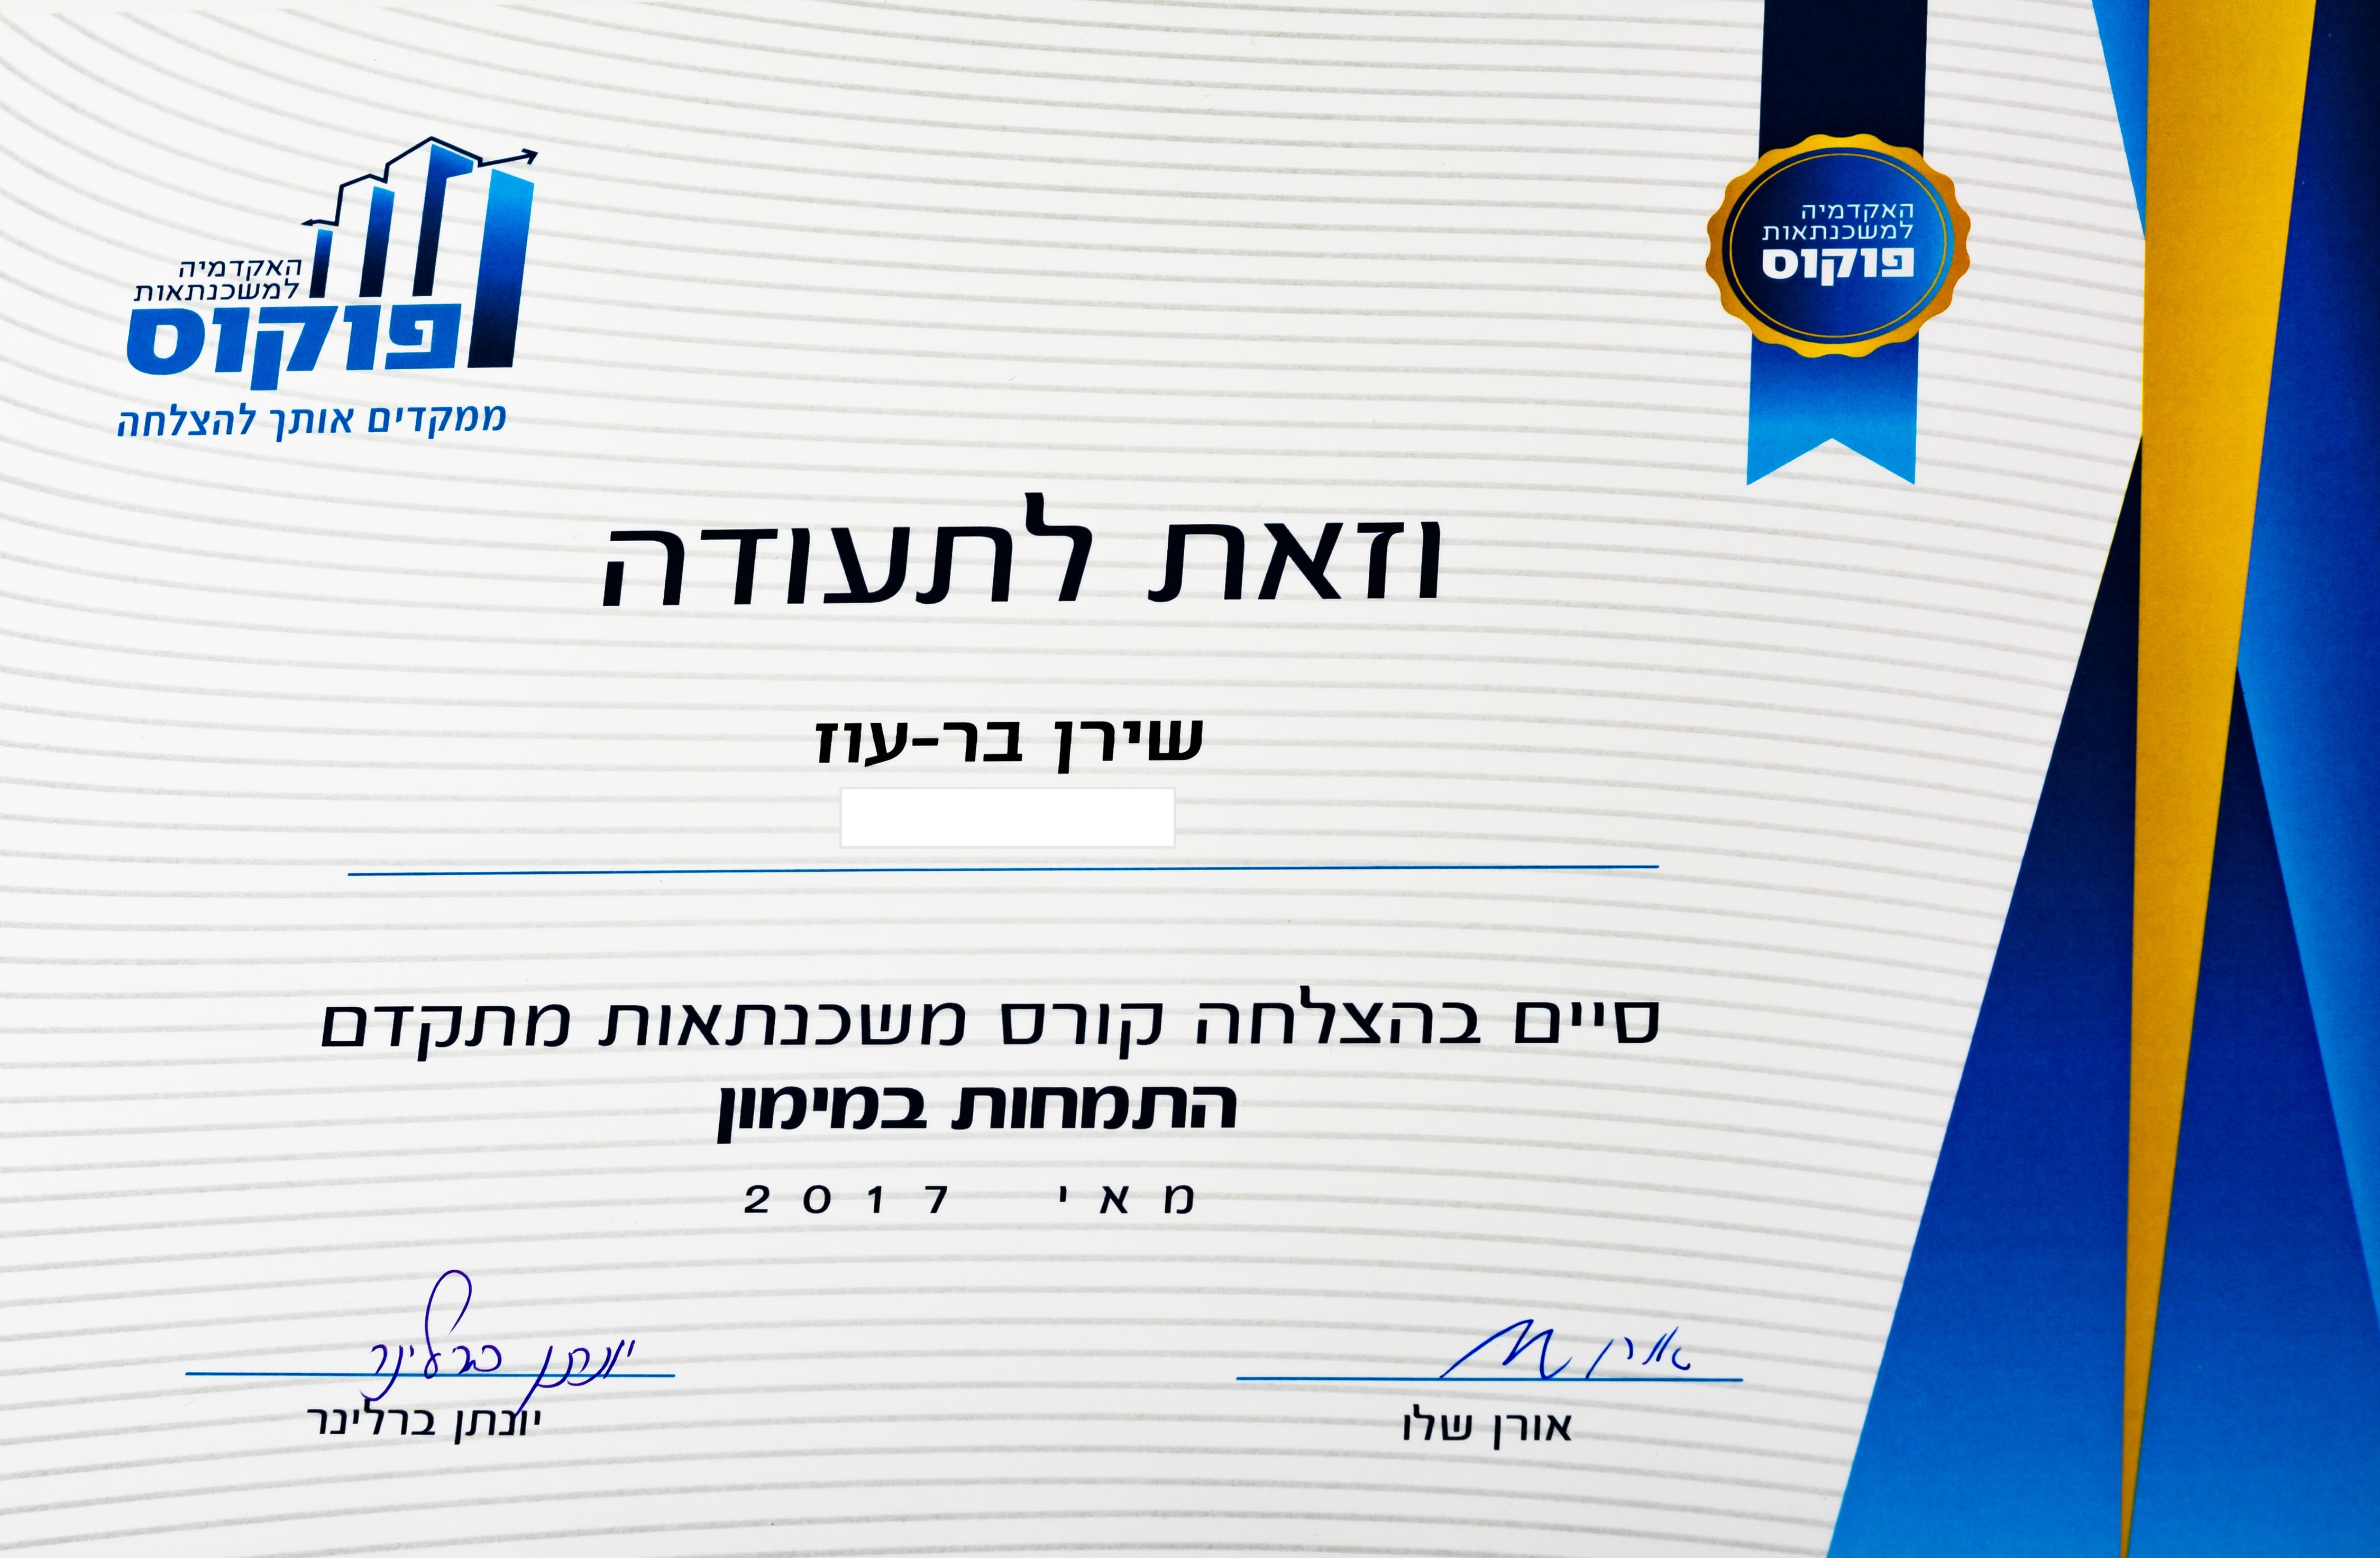 האקדמיה
למשכנתאות
פוקוס
ממקדים אותך להצלחה
האקדמיה
למשכנתאות
פוקוס
וזאת לתעודה
שירן בר-עוז
סיים בהצלחה קורס משכנתאות מתקדם
התמחות במימון
מאי 2017
אורן
יונתן ברלינר
אורן שלו
יונתן ברלינר